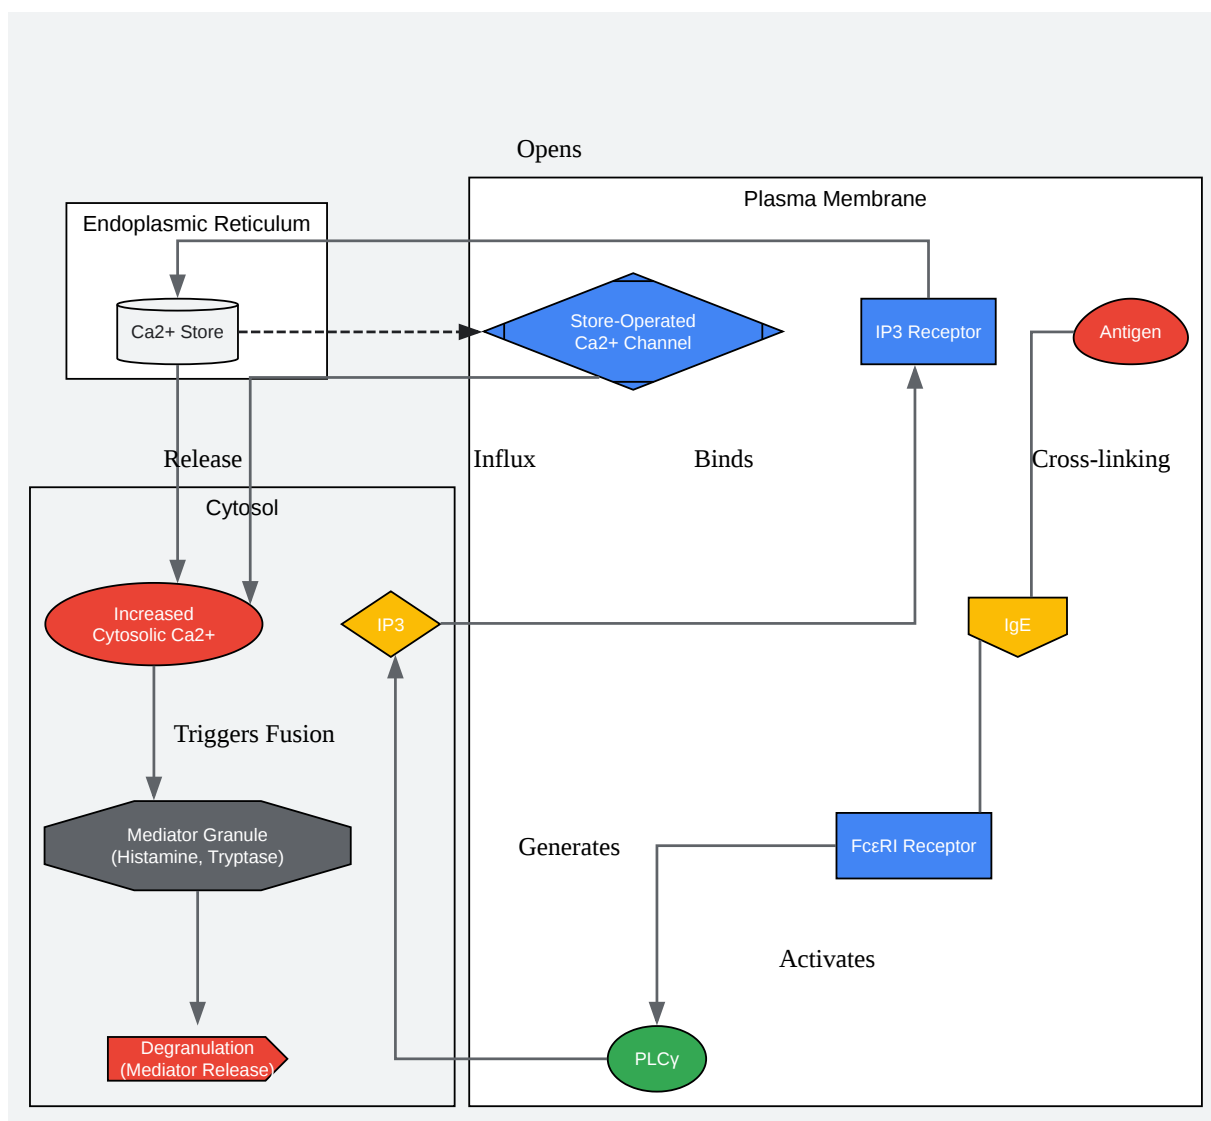 Opens
Plasma Membrane
Endoplasmic Reticulum
Ca2+ Store
Store-Operated
Ca2+ Channel
IP3 Receptor
Antigen
Release
Influx
Binds
Cross-linking
Cytosol
Increased
Cytosolic Ca2+
IP3
IgE
Triggers Fusion
Mediator Granule
(Histamine, Tryptase)
Generates
FcεRI Receptor
Activates
Degranulation
(Mediator Release)
PLCγ